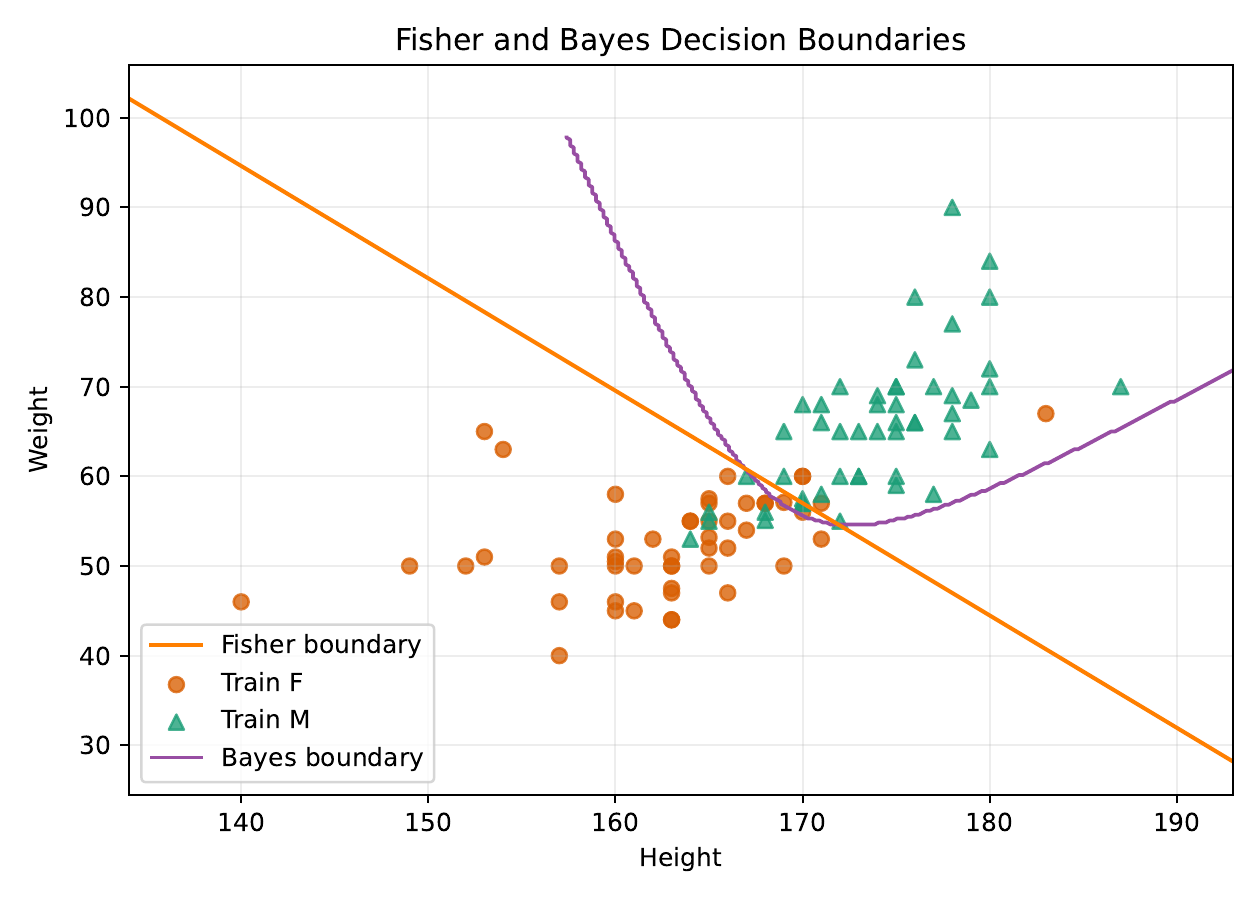 Fisher and Bayes Decision Boundaries
100
90
80
70
60
50
40
30
Weight
Fisher boundary
Train F
Train M
Bayes boundary
140 150 160 170 180 190
Height